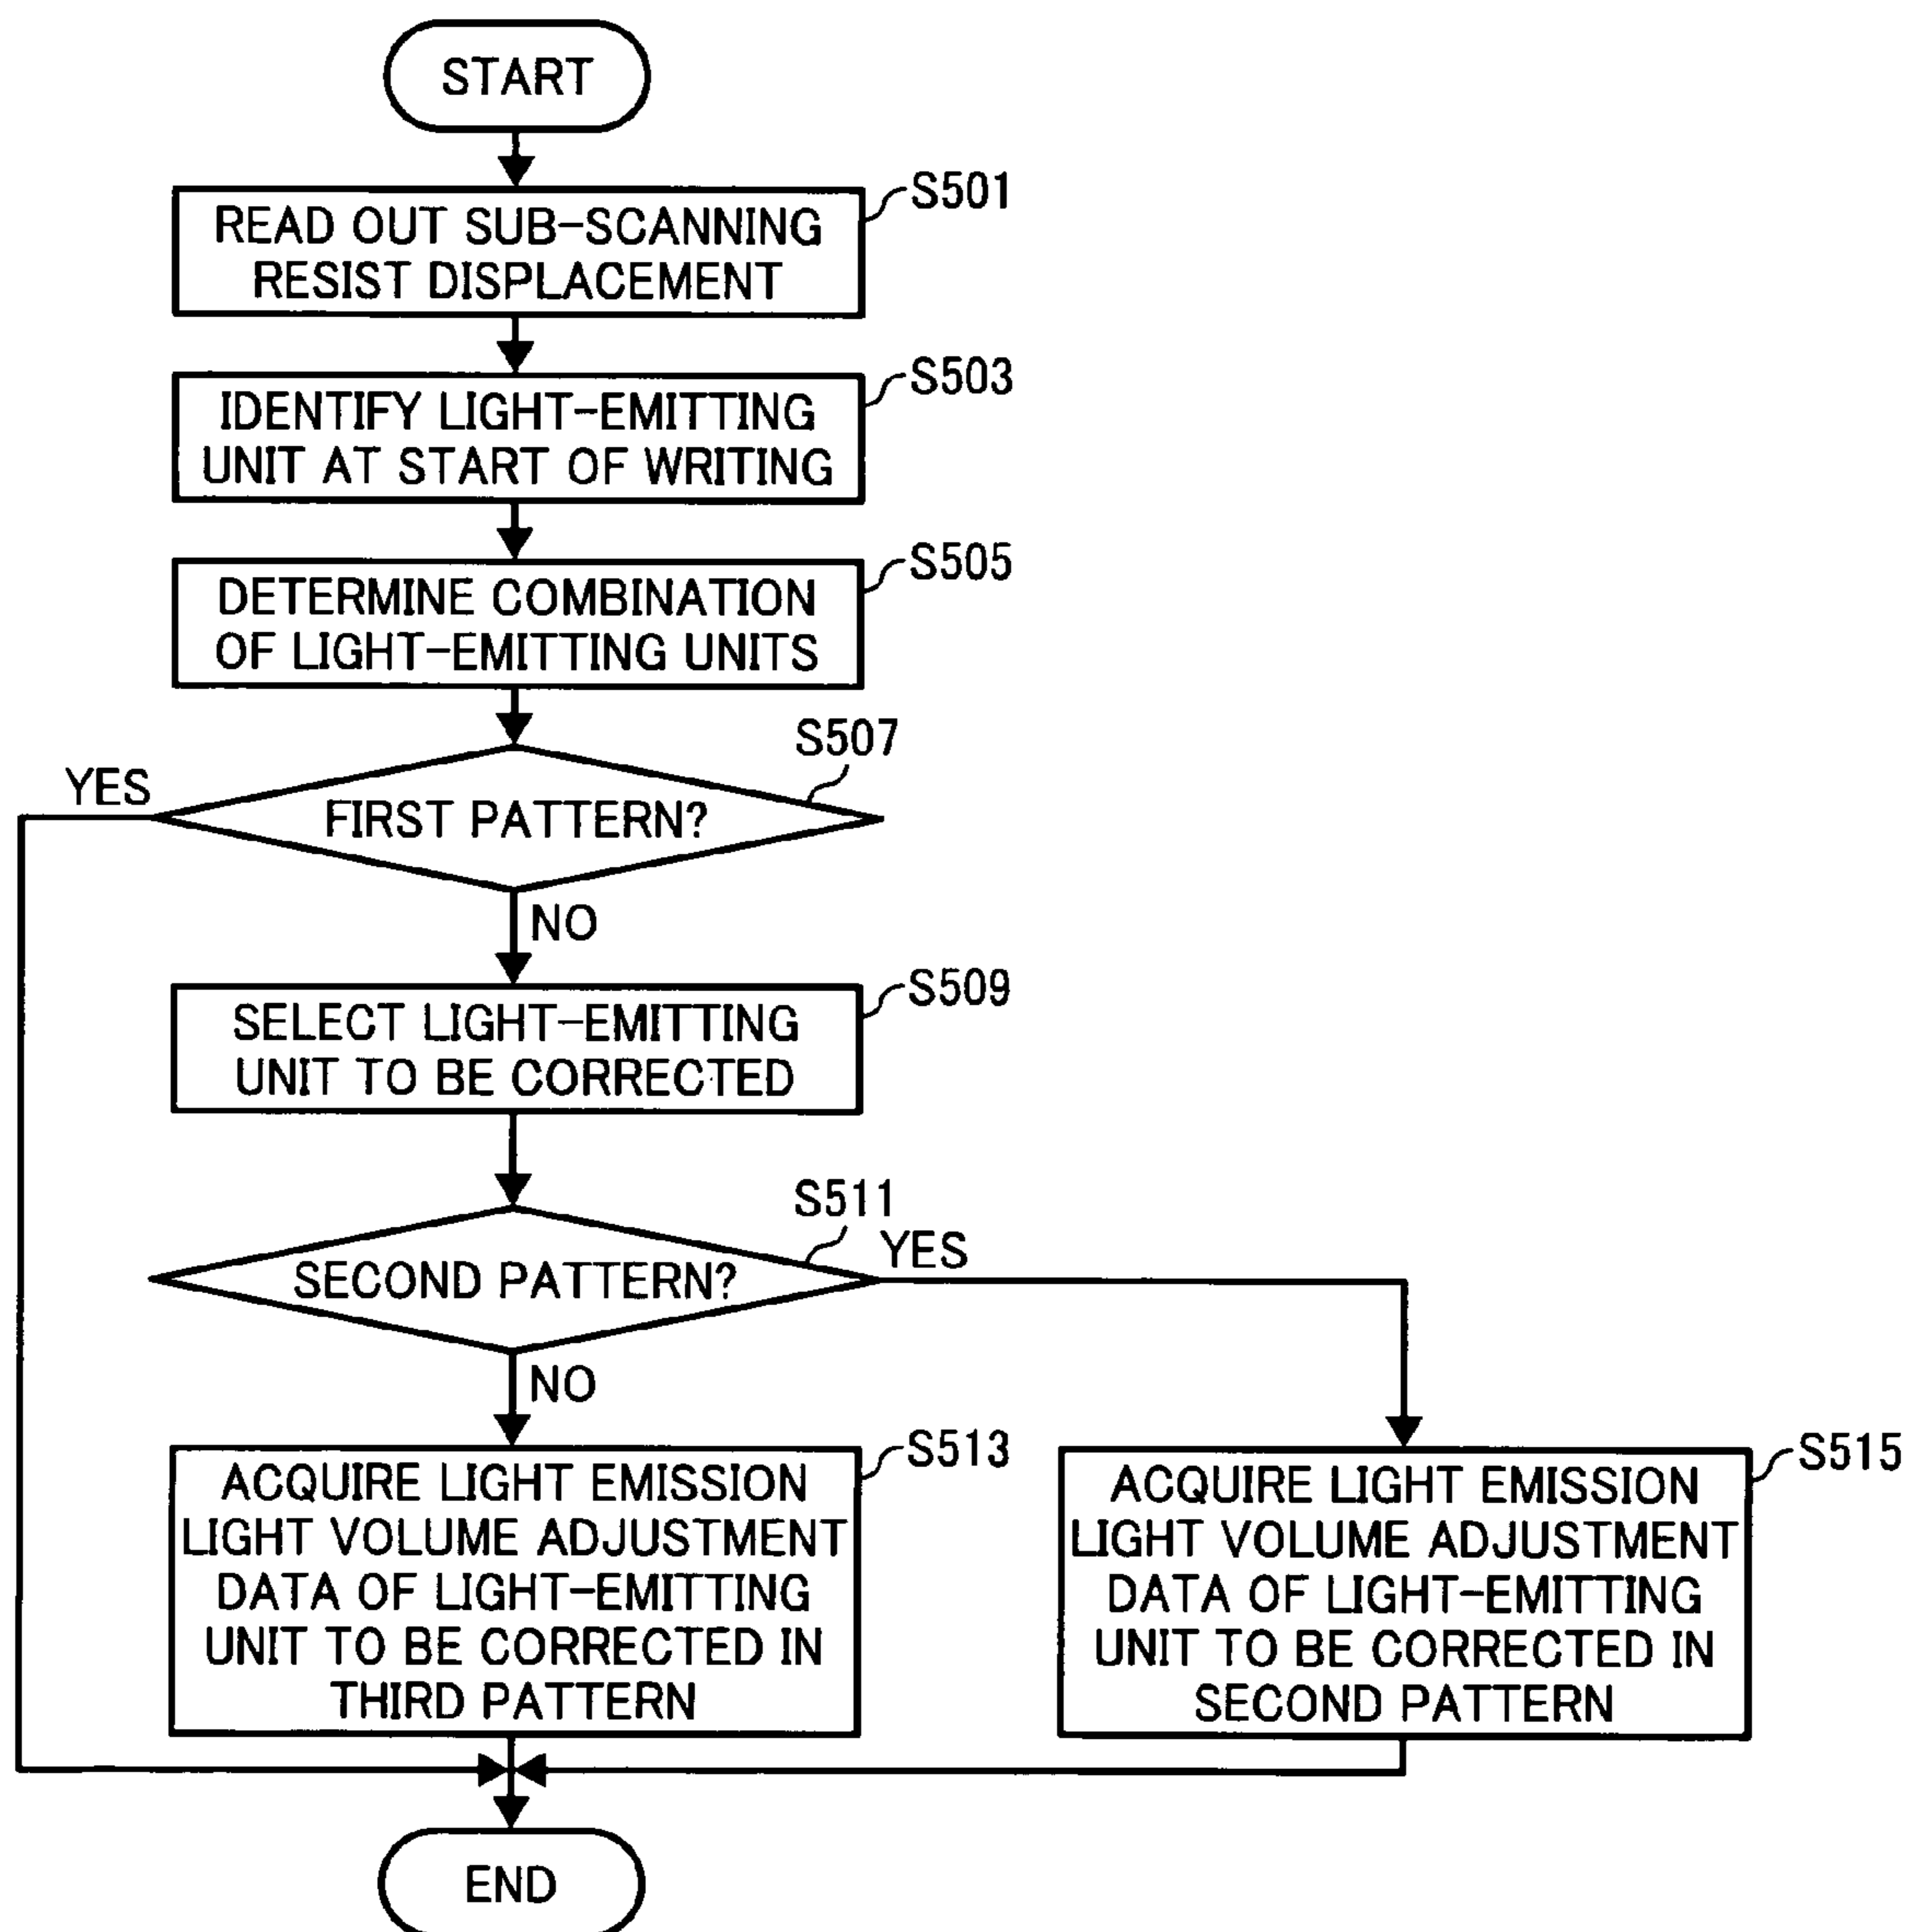 START
S501
READ OUT SUB-SCANNING
RESIST DISPLACEMENT
S503
IDENTIFY LIGHT-EMITTING
UNIT AT START OF WRITING
S505
DETERMINE COMBINATION
OF LIGHT-EMITTING UNITS
S507
YES
FIRST PATTERN?
NO
S509
SELECT LIGHT-EMITTING
UNIT TO BE CORRECTED
S511
YES
SECOND PATTERN?
NO
S513
ACQUIRE LIGHT EMISSION
LIGHT VOLUME ADJUSTMENT
DATA OF LIGHT-EMITTING
UNIT TO BE CORRECTED IN
THIRD PATTERN
S515
ACQUIRE LIGHT EMISSION
LIGHT VOLUME ADJUSTMENT
DATA OF LIGHT-EMITTING
UNIT TO BE CORRECTED IN
SECOND PATTERN
END